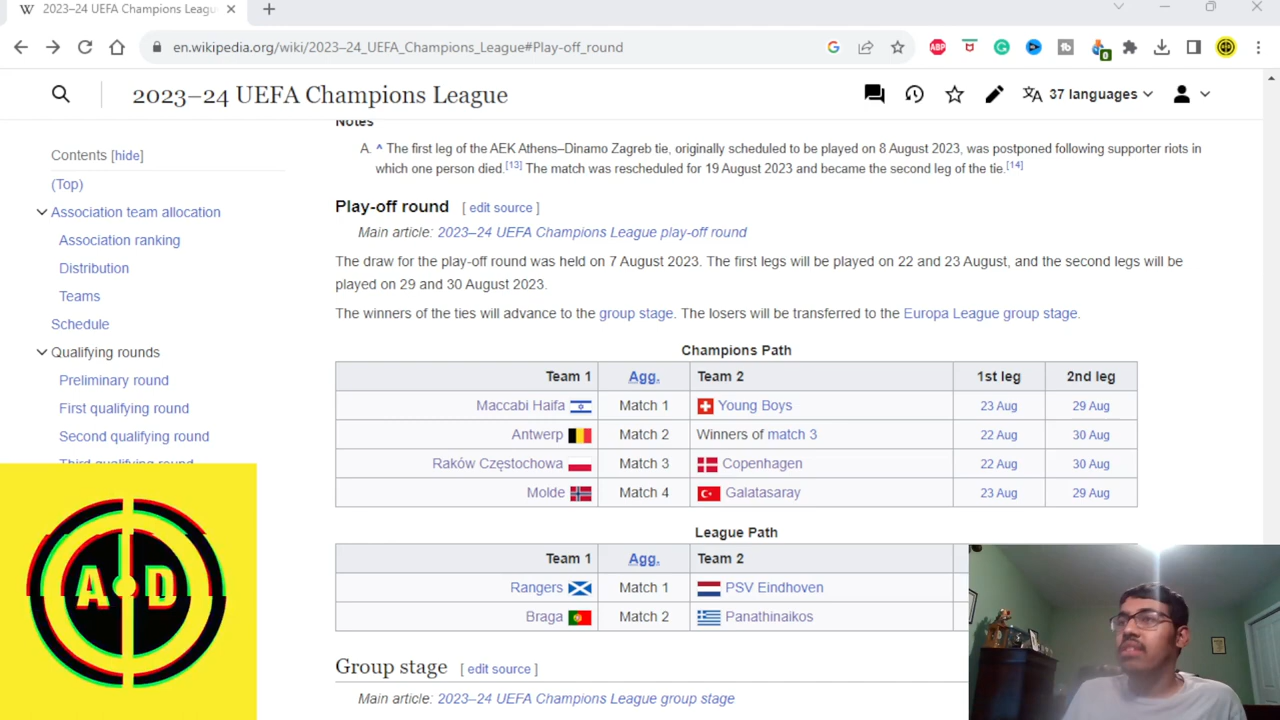 2023–24 UEFA Champions Leagu
en.wikipedia.org/wiki/2023–24_UEFA_Champions_League#Play-off_round
ABP
0
2023–24 UEFA Champions League
37 languages
Contents [hide]
(Top)
Association team allocation
Association ranking
Distribution
Teams
Schedule
Qualifying rounds
Preliminary round
First qualifying round
Second qualifying round
Third qualifying round
Notes
A. ^ The first leg of the AEK Athens–Dinamo Zagreb tie, originally scheduled to be played on 8 August 2023, was postponed following supporter riots in
which one person died.[13] The match was rescheduled for 19 August 2023 and became the second leg of the tie.[14]
Play-off round [ edit source ]
Main article: 2023–24 UEFA Champions League play-off round
The draw for the play-off round was held on 7 August 2023. The first legs will be played on 22 and 23 August, and the second legs will be
played on 29 and 30 August 2023.
The winners of the ties will advance to the group stage. The losers will be transferred to the Europa League group stage.
Champions Path
Team 1 Agg. Team 2 1st leg 2nd leg
Maccabi Haifa Match 1 Young Boys 23 Aug 29 Aug
Antwerp Match 2 Winners of match 3 22 Aug 30 Aug
Raków Częstochowa Match 3 Copenhagen 22 Aug 30 Aug
Molde Match 4 Galatasaray 23 Aug 29 Aug
League Path
Team 1 Agg. Team 2
Rangers Match 1 PSV Eindhoven
Braga Match 2 Panathinaikos
Group stage [ edit source ]
Main article: 2023–24 UEFA Champions League group stage
A D